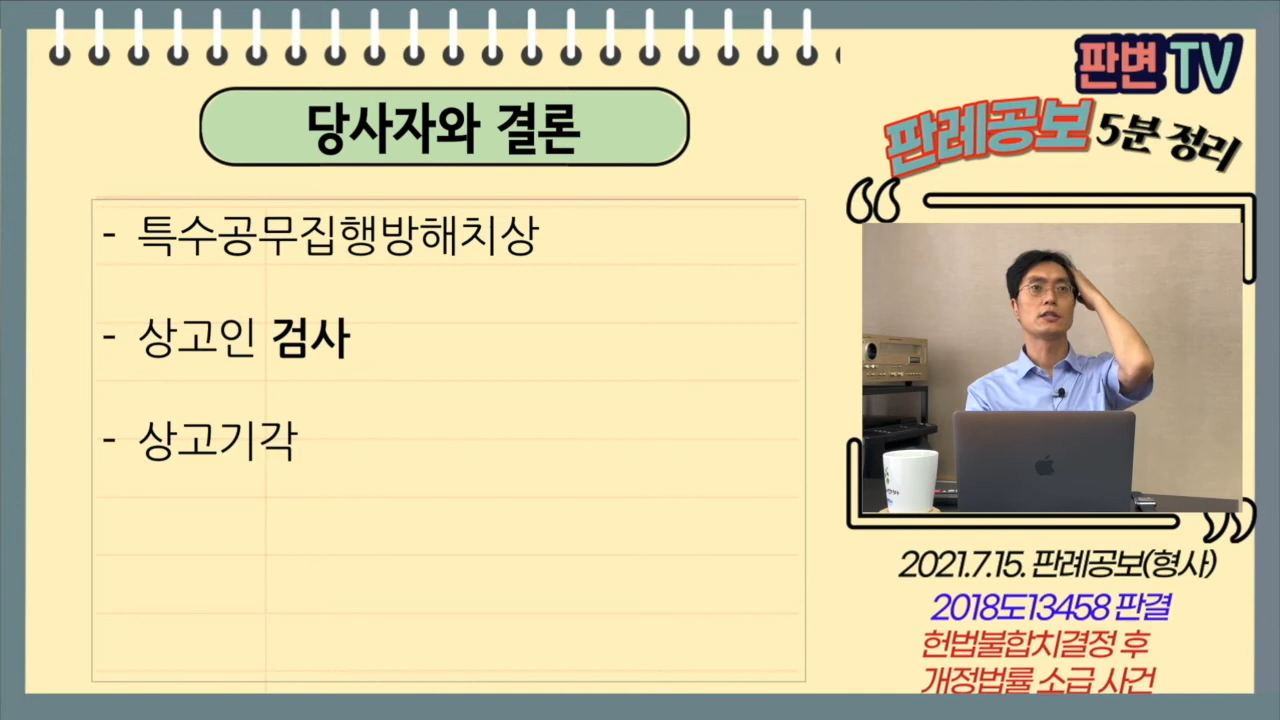 당사자와 결론
- 특수공무집행방해치상
- 상고인 검사
- 상고기각
판변 TV
판례공보 5분 정리
2021.7.15. 판례공보(형사)
2018도13458 판결
헌법불합치결정 후
개정법률 소급 사건